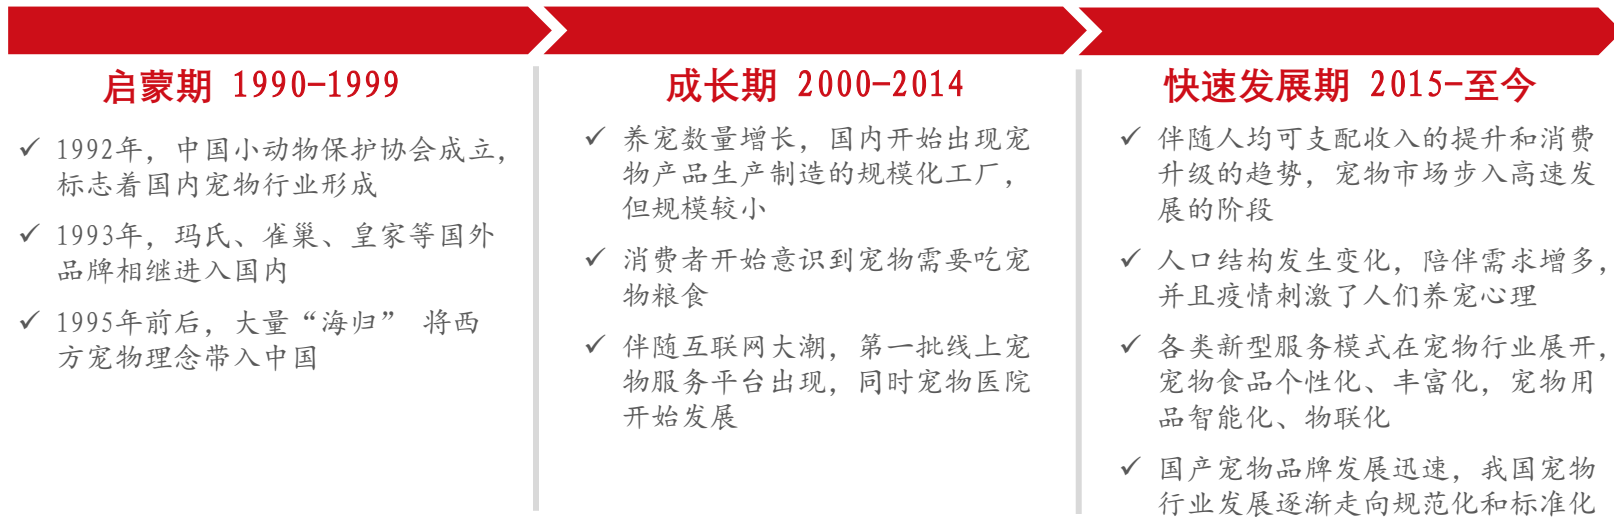 启蒙期 1990-1999
1992年，中国小动物保护协会成立，
标志着国内宠物行业形成
1993年，玛氏、雀巢、皇家等国外
品牌相继进入国内
1995年前后，大量“海归” 将西
方宠物理念带入中国
成长期 2000-2014
养宠数量增长，国内开始出现宠
物产品生产制造的规模化工厂，
但规模较小
消费者开始意识到宠物需要吃宠
物粮食
伴随互联网大潮，第一批线上宠
物服务平台出现，同时宠物医院
开始发展
快速发展期 2015-至今
伴随人均可支配收入的提升和消费
升级的趋势，宠物市场步入高速发
展的阶段
人口结构发生变化，陪伴需求增多，
并且疫情刺激了人们养宠心理
各类新型服务模式在宠物行业展开，
宠物食品个性化、丰富化，宠物用
品智能化、物联化
国产宠物品牌发展迅速，我国宠物
行业发展逐渐走向规范化和标准化